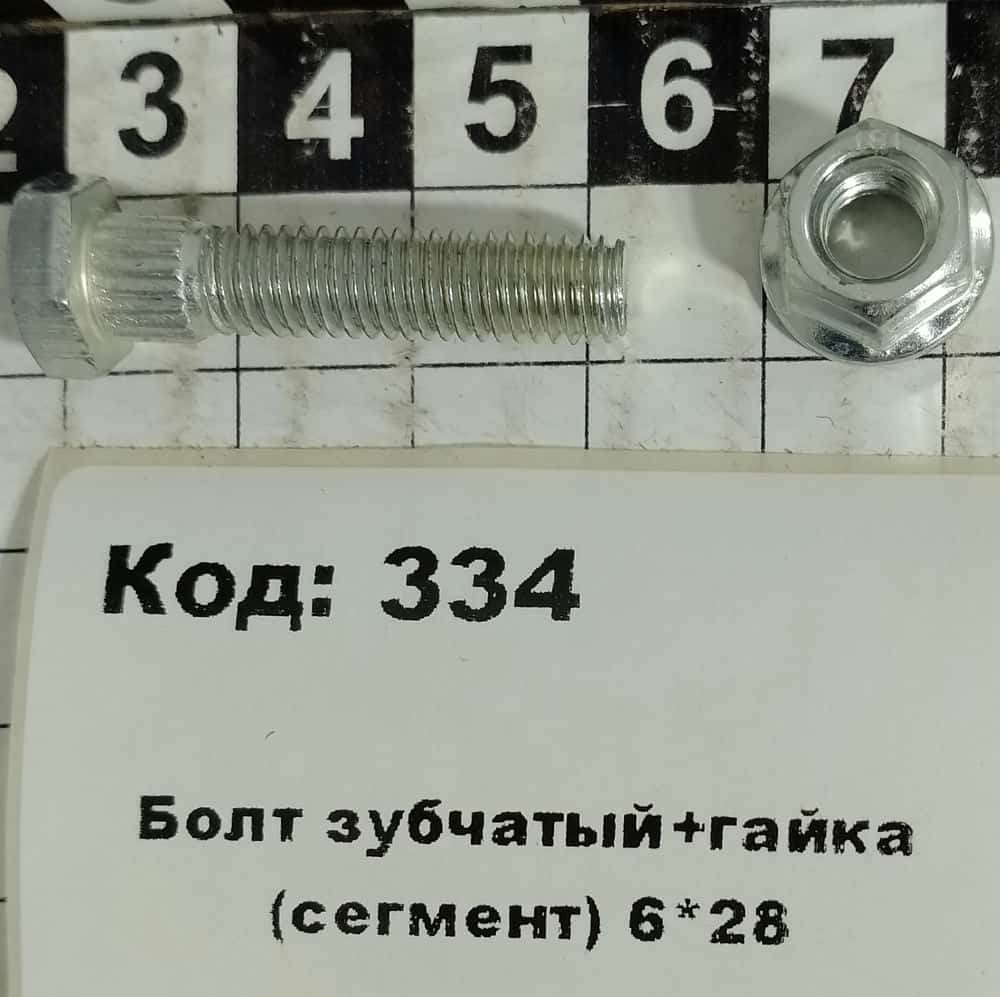 2 3 4 5 6 7
Код: 334
Болт зубчатый+гайка
(сегмент) 6*28